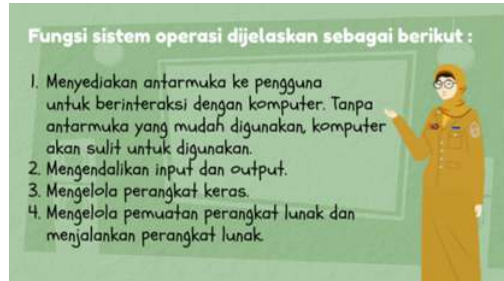 Fungsi sistem operasi dijelaskan sebagai berikut :
1. Menyediakan antarmuka ke pengguna
untuk berinteraksi dengan komputer. Tanpa
antarmuka yang mudah digunakan, komputer
akan sulit untuk digunakan.
2. Mengendalikan input dan output.
3. Mengelola perangkat keras.
4. Mengelola pemuatan perangkat lunak dan
menjalankan perangkat lunak.